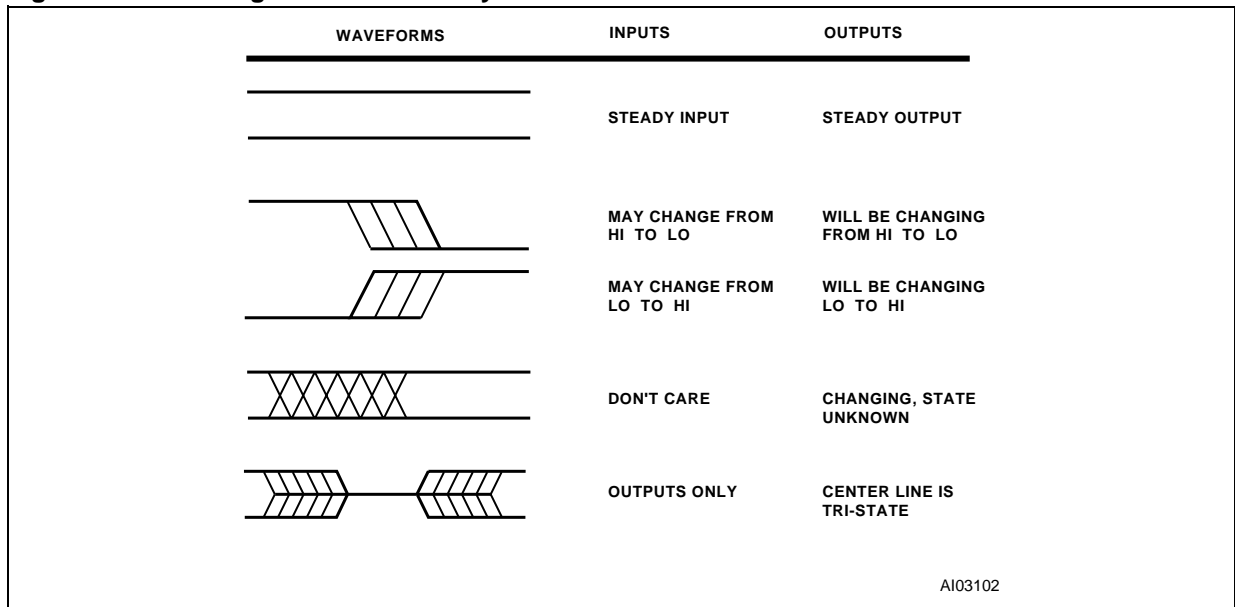 WAVEFORMS INPUTS OUTPUTS
STEADY INPUT STEADY OUTPUT
MAY CHANGE FROM WILL BE CHANGING
HI TO LO FROM HI TO LO
MAY CHANGE FROM WILL BE CHANGING
LO TO HI LO TO HI
DON'T CARE CHANGING, STATE
UNKNOWN
OUTPUTS ONLY CENTER LINE IS
TRI-STATE
AI03102